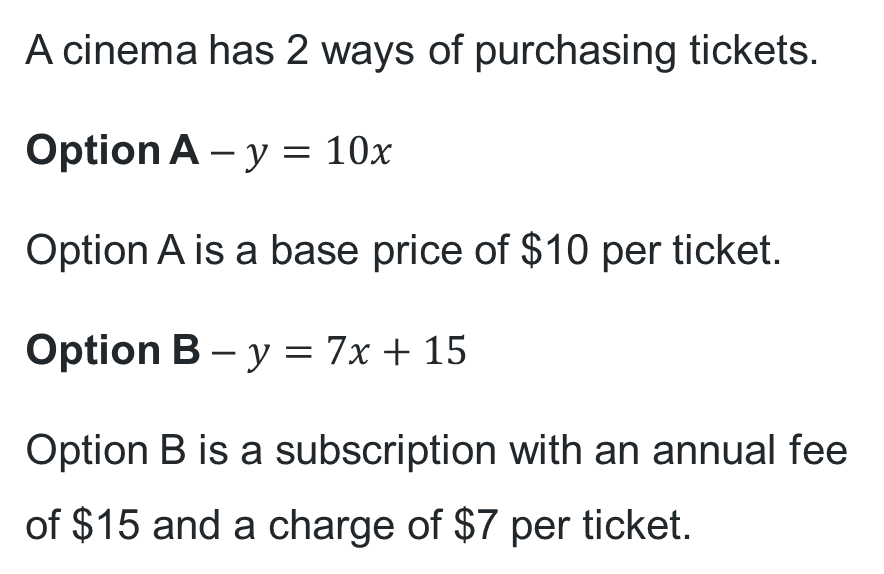 A cinema has 2 ways of purchasing tickets.
Option A – y = 10x
Option A is a base price of $10 per ticket.
Option B – y = 7x + 15
Option B is a subscription with an annual fee
of $15 and a charge of $7 per ticket.